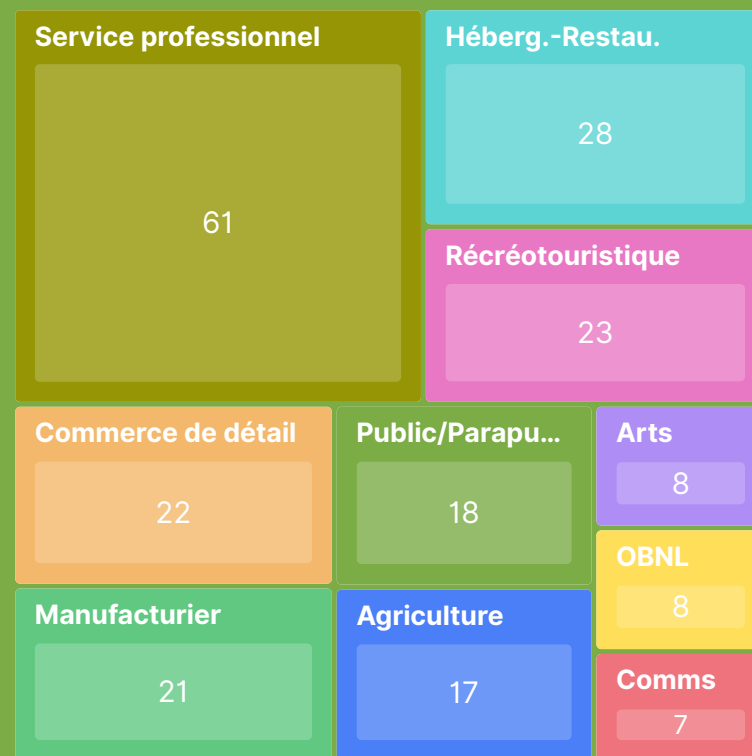 Service professionnel
61
Héberg.-Restau.
28
Récréotouristique
23
Commerce de détail
22
Public/Parapu...
18
Arts
8
OBNL
8
Manufacturier
21
Agriculture
17
Comms
7